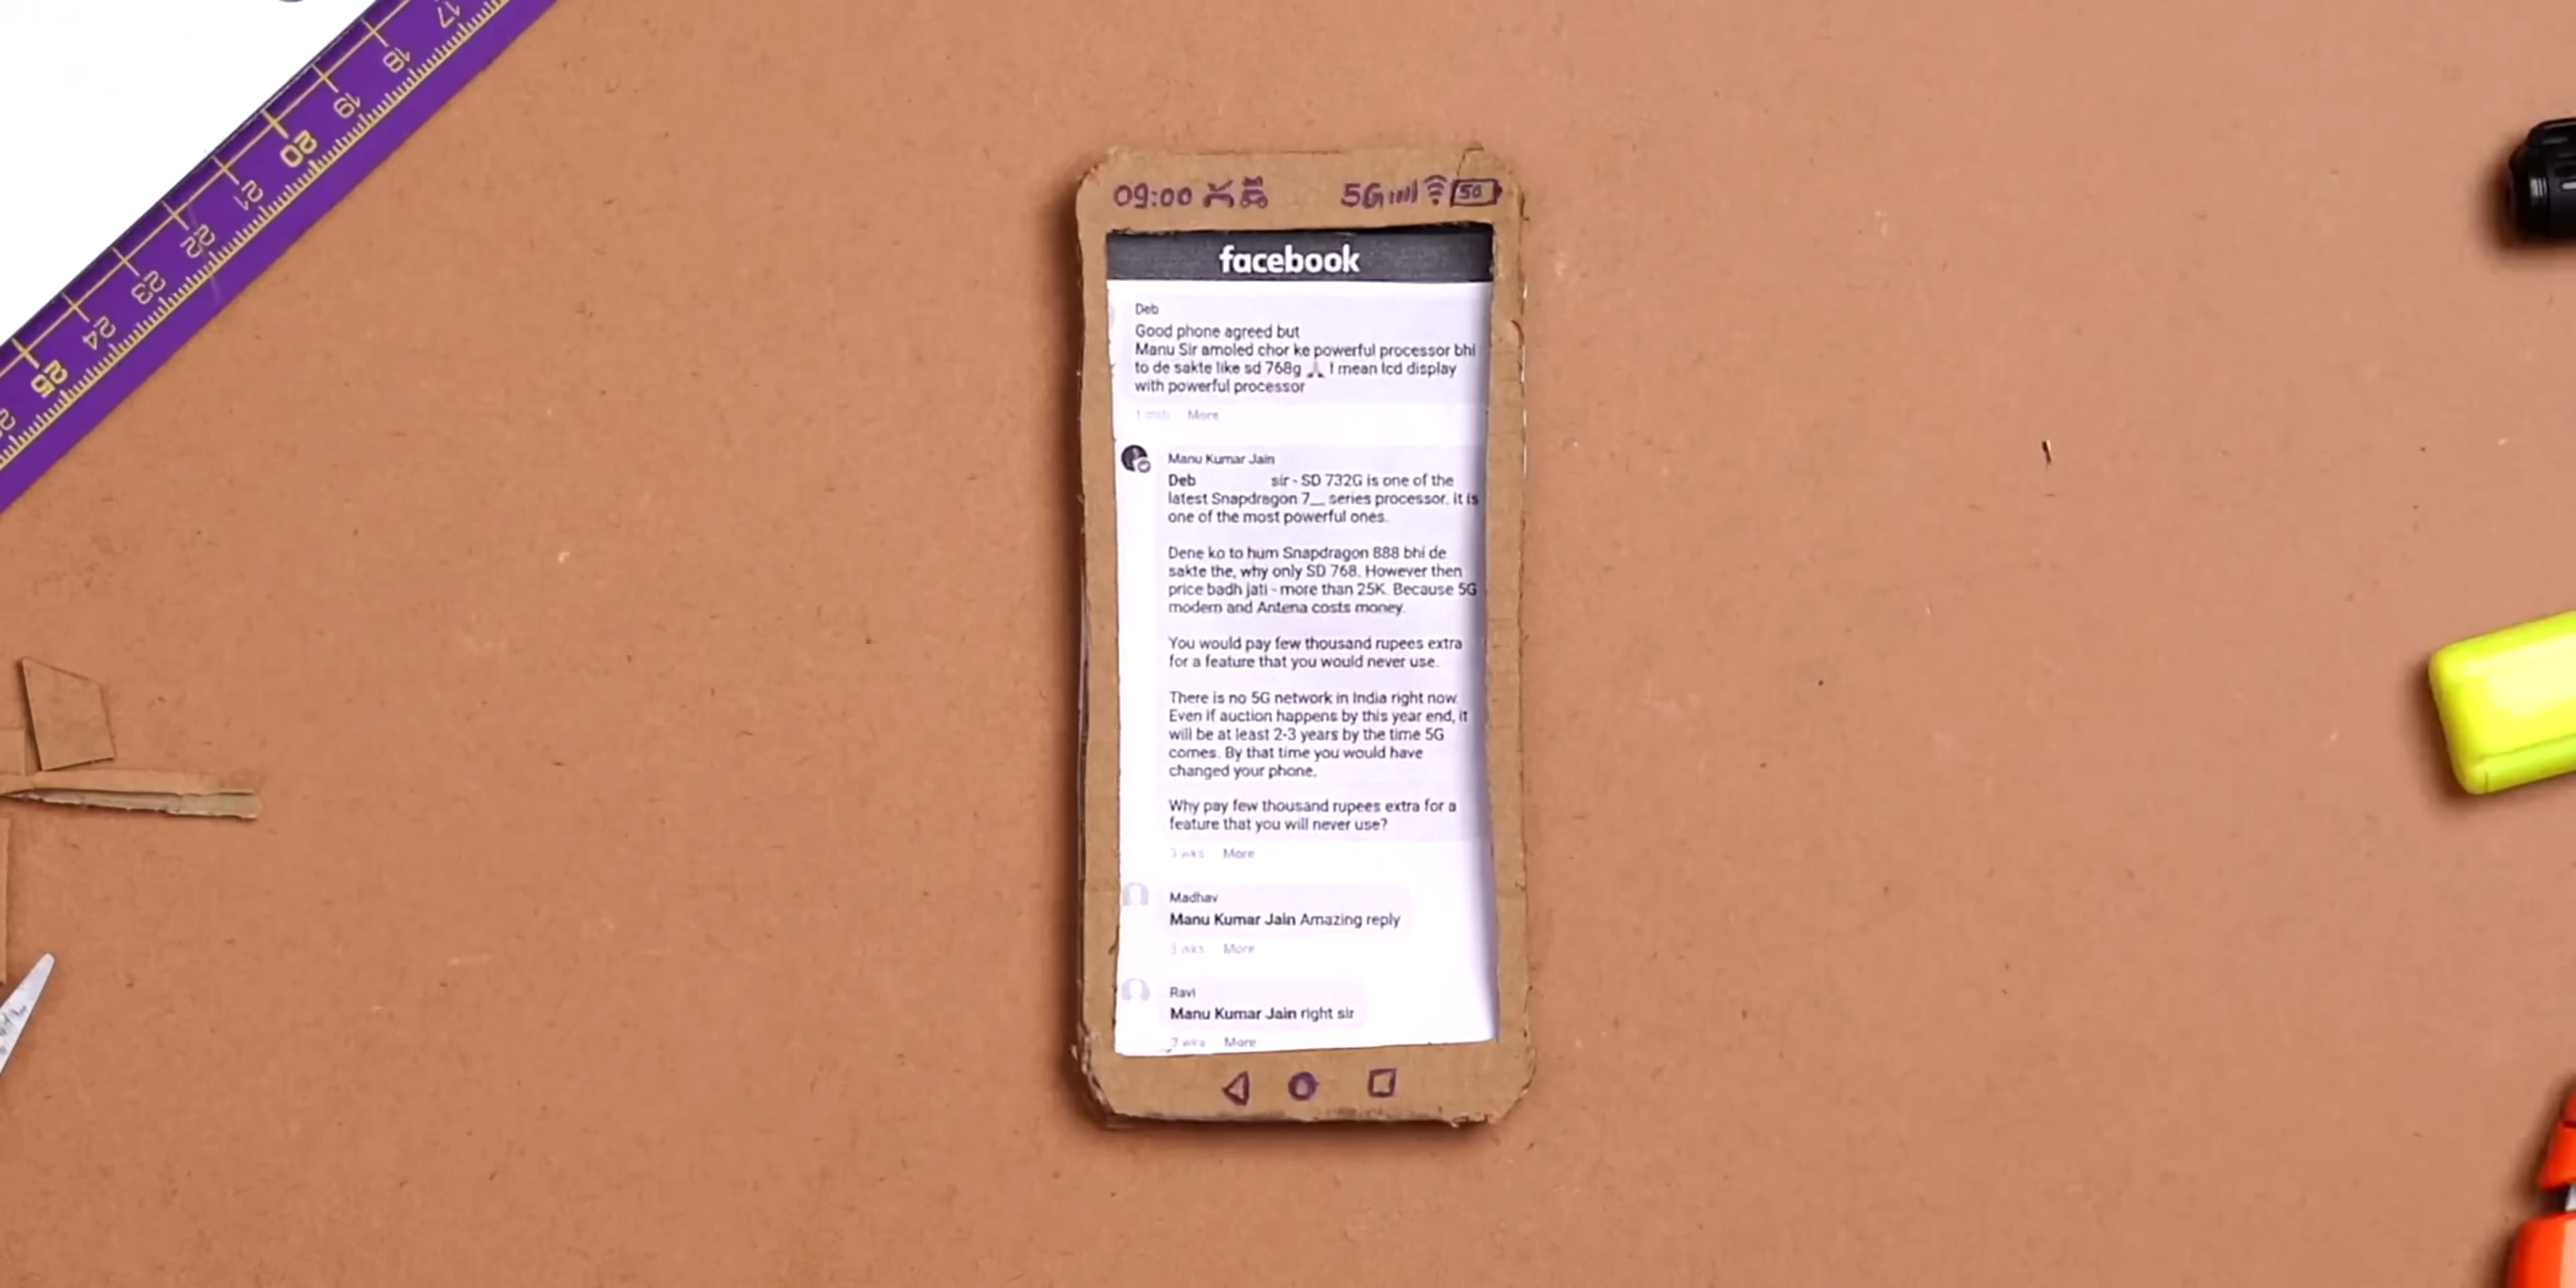 17
18
19
20
21
22
23
24
25
09:00 5G 50
facebook
Deb
Good phone agreed but
Manu Sir amoled chor ke powerful processor bhi
to de sakte like sd 768g 🙏 I mean lcd display
with powerful processor
More
Manu Kumar Jain
Deb sir - SD 732G is one of the
latest Snapdragon 7__ series processor. It is
one of the most powerful ones.
Dene ko to hum Snapdragon 888 bhi de
sakte the, why only SD 768. However then
price badh jati - more than 25K. Because 5G
modem and Antena costs money.
You would pay few thousand rupees extra
for a feature that you would never use.
There is no 5G network in India right now.
Even if auction happens by this year end, it
will be at least 2-3 years by the time 5G
comes. By that time you would have
changed your phone.
Why pay few thousand rupees extra for a
feature that you will never use?
3 wks More
Madhav
Manu Kumar Jain Amazing reply
3 wks More
Ravi
Manu Kumar Jain right sir
3 wks More